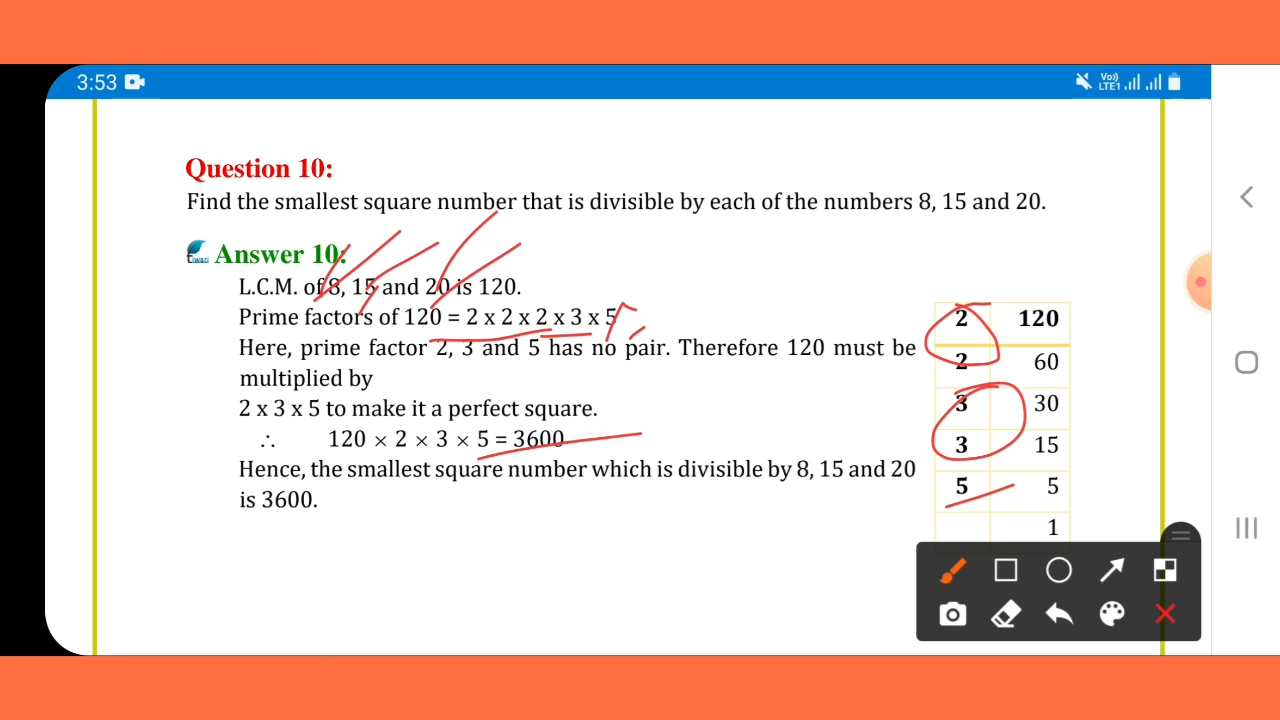 3:53
Vo))
LTE1
Question 10:
Find the smallest square number that is divisible by each of the numbers 8, 15 and 20.
Answer 10:
L.C.M. of 8, 15 and 20 is 120.
Prime factors of 120 = 2 x 2 x 2 x 3 x 5
Here, prime factor 2, 3 and 5 has no pair. Therefore 120 must be
multiplied by
2 x 3 x 5 to make it a perfect square.
∴ 120 × 2 × 3 × 5 = 3600
Hence, the smallest square number which is divisible by 8, 15 and 20
is 3600.
2 120
2 60
3 30
3 15
5 5
1